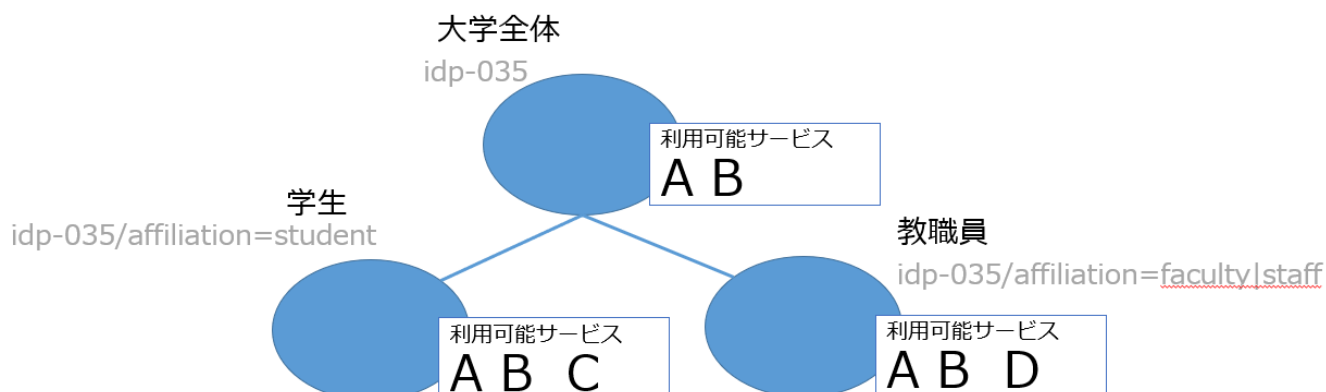 大学全体
idp-035
利用可能サービス
A B
学生
idp-035/affiliation=student
教職員
idp-035/affiliation=faculty|staff
利用可能サービス
A B C
利用可能サービス
A B D